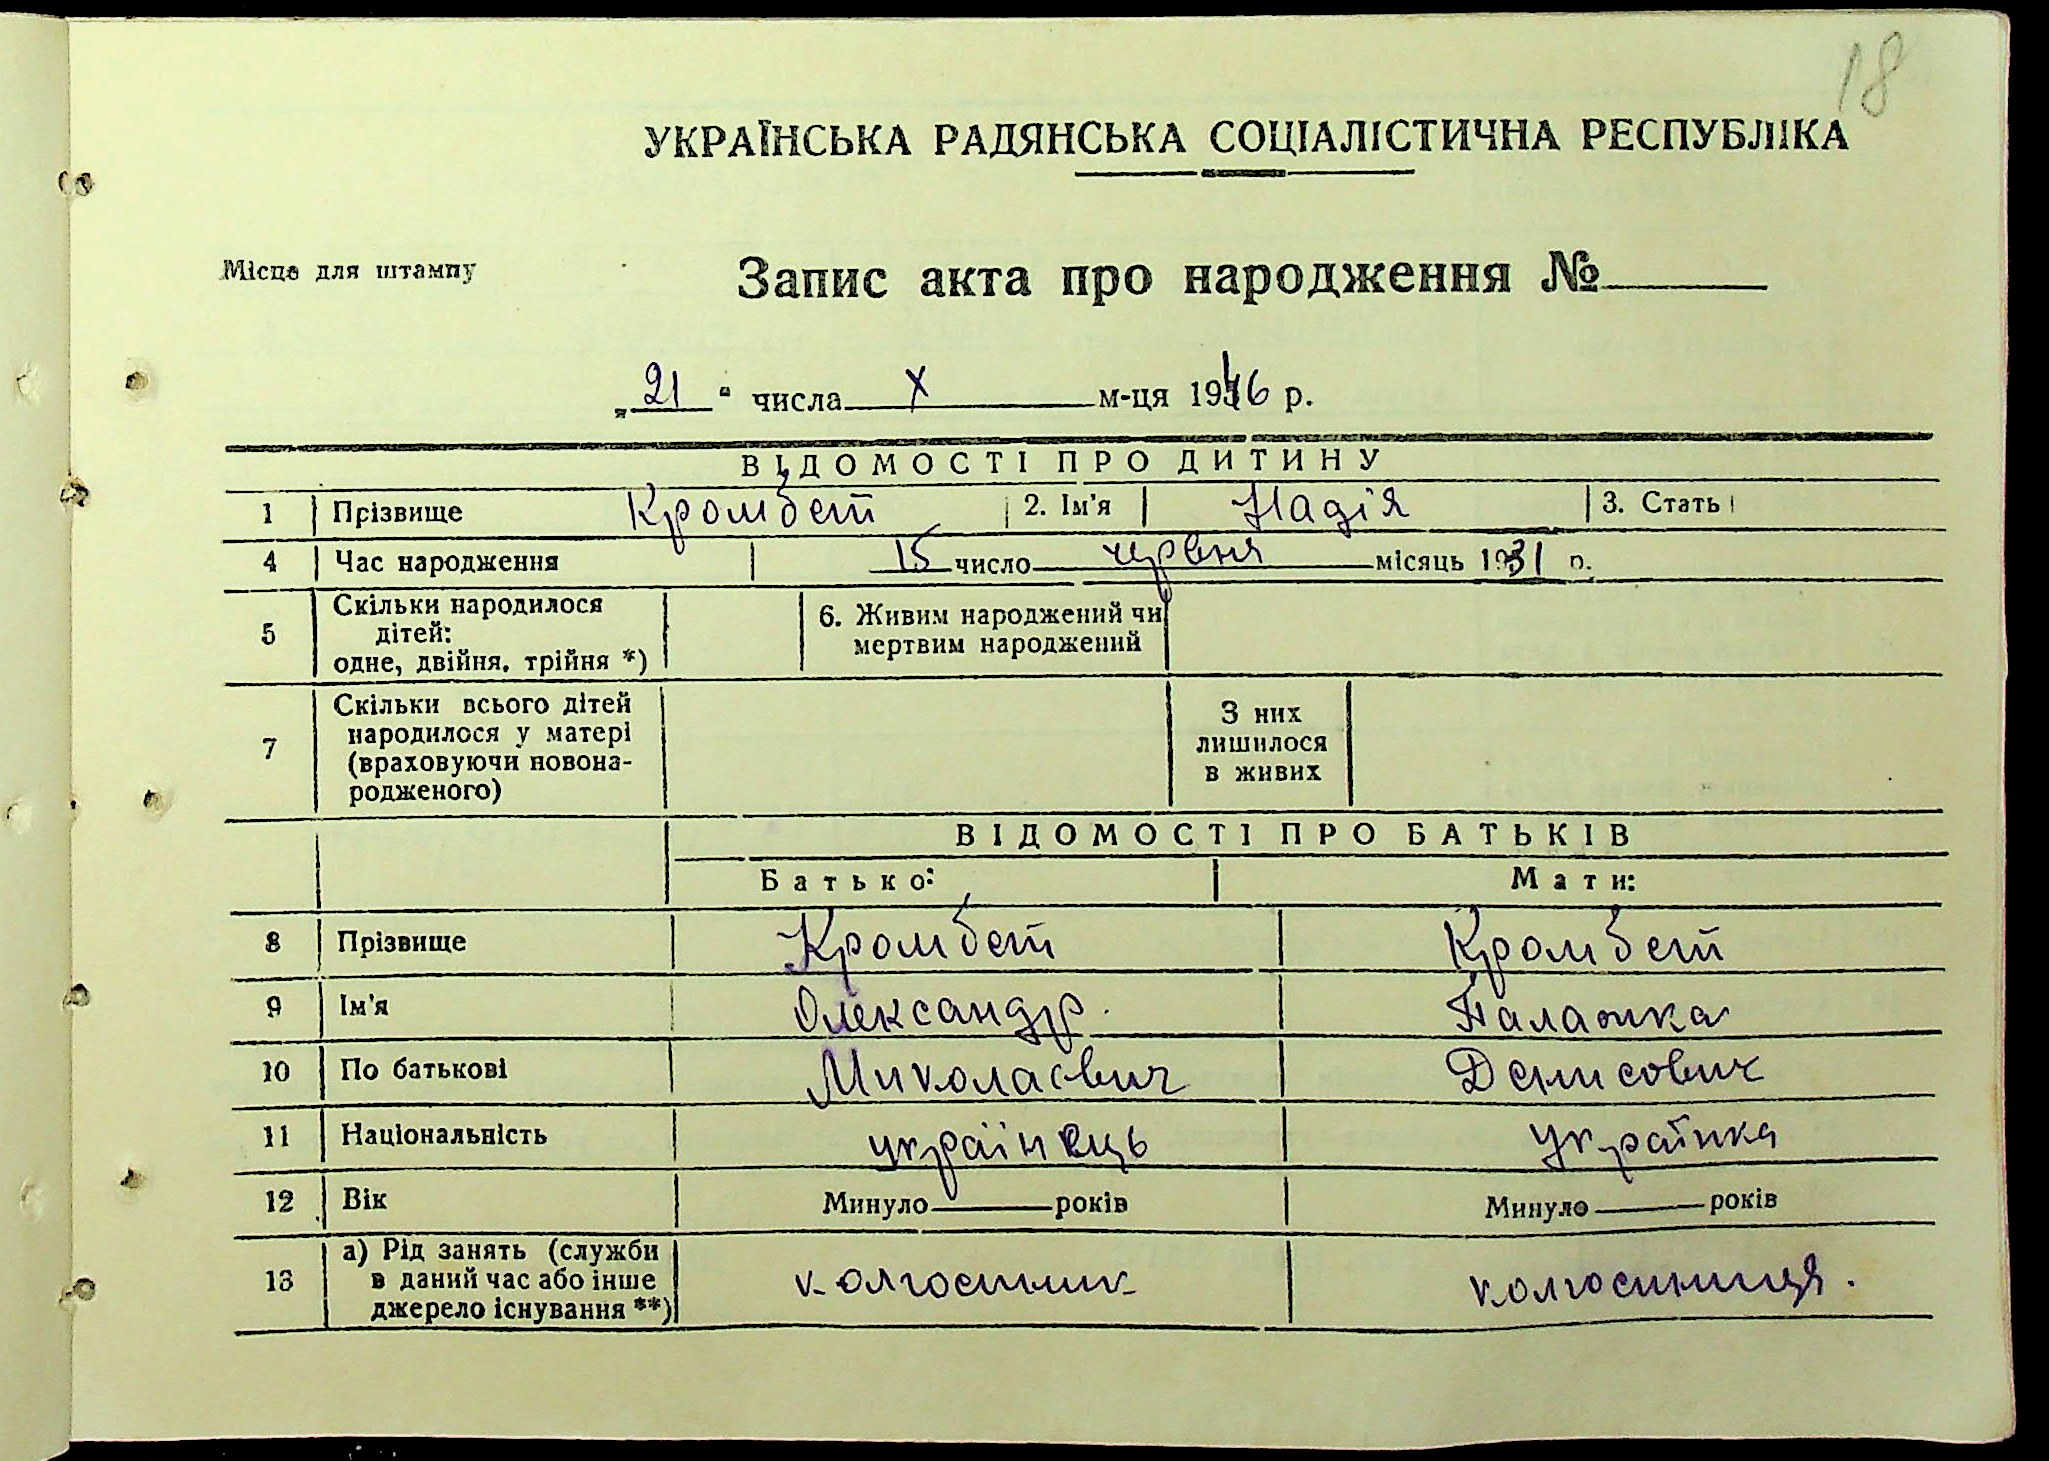 18
УКРАЇНСЬКА РАДЯНСЬКА СОЦІАЛІСТИЧНА РЕСПУБЛІКА
Місце для штампу
Запис акта про народження №
„21“ числа X м-ця 1946 р.
ВІДОМОСТІ ПРО ДИТИНУ
1 Прізвище Кромбет 2. Ім'я Надія 3. Стать
4 Час народження 15 число червня місяць 1931 р.
5 Скільки народилося дітей: одне, двійня, трійня *) 6. Живим народжений чи мертвим народжений
7 Скільки всього дітей народилося у матері (враховуючи новонародженого) З них лишилося в живих
ВІДОМОСТІ ПРО БАТЬКІВ
Батько: Мати:
8 Прізвище Кромбет Кромбет
9 Ім'я Олександр Палажка
10 По батькові Миколаєвич Денисович
11 Національність українець українка
12 Вік Минуло років Минуло років
13 а) Рід занять (служби в даний час або інше джерело існування **) колгоспник колгоспниця.